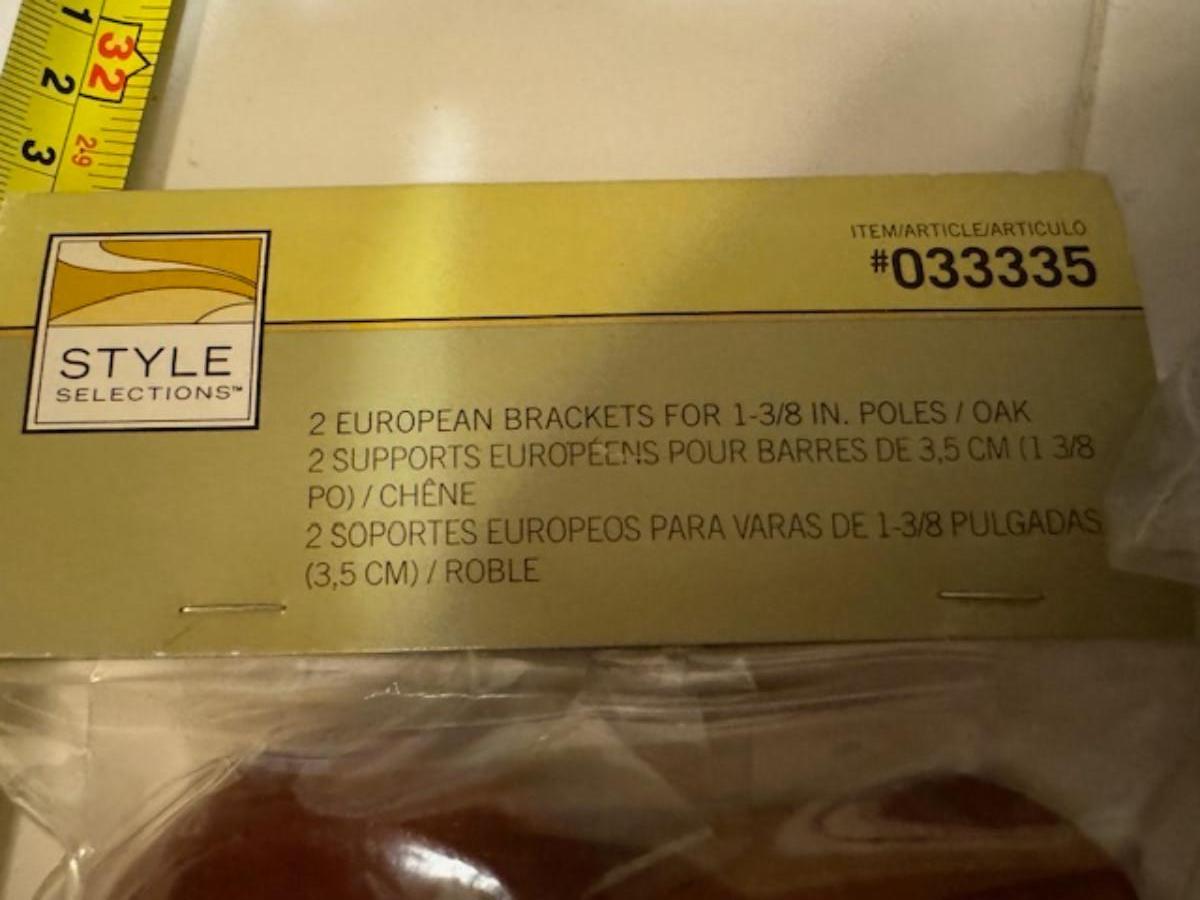 1
32
2
29
3
ITEM/ARTICLE/ARTICULO
#033335
STYLE
SELECTIONS™
2 EUROPEAN BRACKETS FOR 1-3/8 IN. POLES / OAK
2 SUPPORTS EUROPÉENS POUR BARRES DE 3,5 CM (1 3/8
PO) / CHÊNE
2 SOPORTES EUROPEOS PARA VARAS DE 1-3/8 PULGADAS
(3,5 CM) / ROBLE